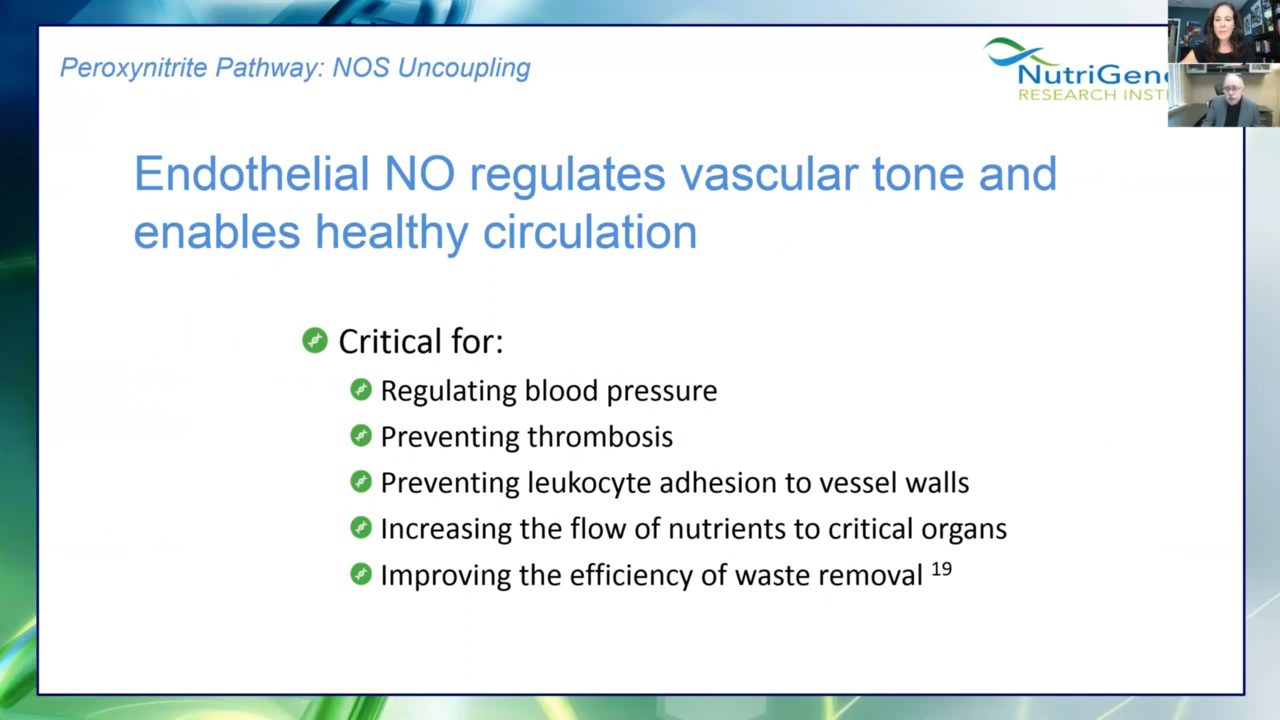 Peroxynitrite Pathway: NOS Uncoupling
NutriGene
RESEARCH INSTI
Endothelial NO regulates vascular tone and
enables healthy circulation
Critical for:
Regulating blood pressure
Preventing thrombosis
Preventing leukocyte adhesion to vessel walls
Increasing the flow of nutrients to critical organs
Improving the efficiency of waste removal 19